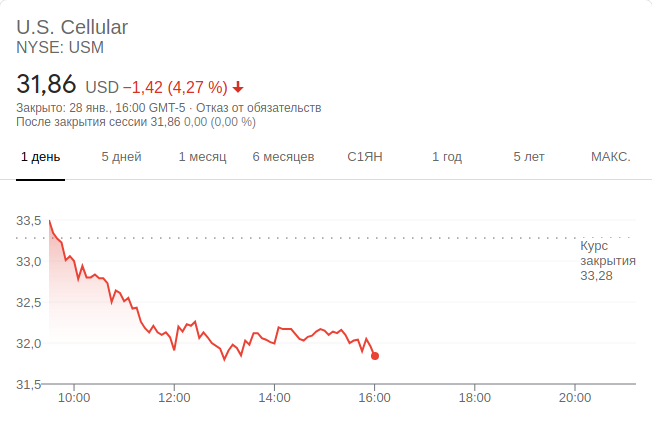 U.S. Cellular
NYSE: USM
31,86 USD −1,42 (4,27 %)
Закрыто: 28 янв., 16:00 GMT-5 · Отказ от обязательств
После закрытия сессии 31,86 0,00 (0,00 %)
1 день 5 дней 1 месяц 6 месяцев С1ЯН 1 год 5 лет МАКС.
33,5
Курс
закрытия
33,28
33,0
32,5
32,0
31,5
10:00 12:00 14:00 16:00 18:00 20:00